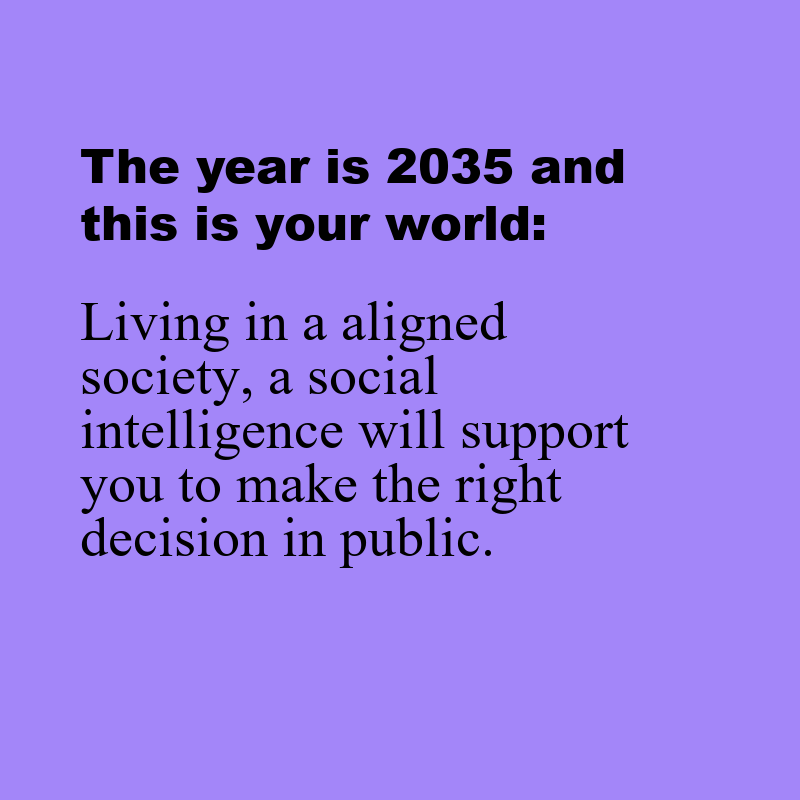 The year is 2035 and
this is your world:
Living in a aligned
society, a social
intelligence will support
you to make the right
decision in public.